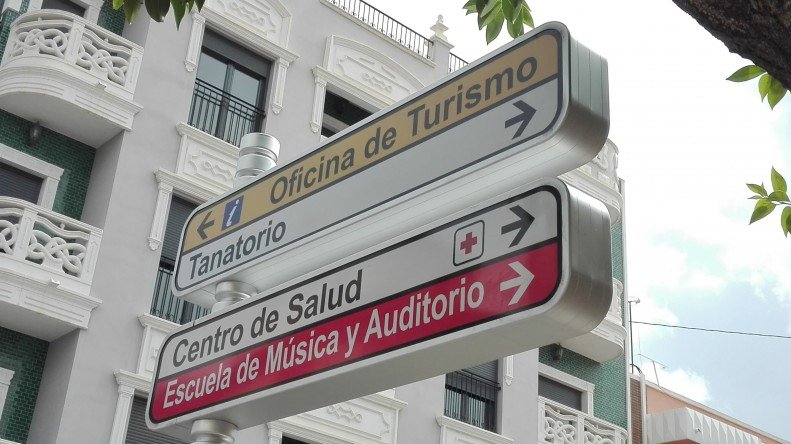 i Oficina de Turismo
Tanatorio
Centro de Salud
Escuela de Música y Auditorio